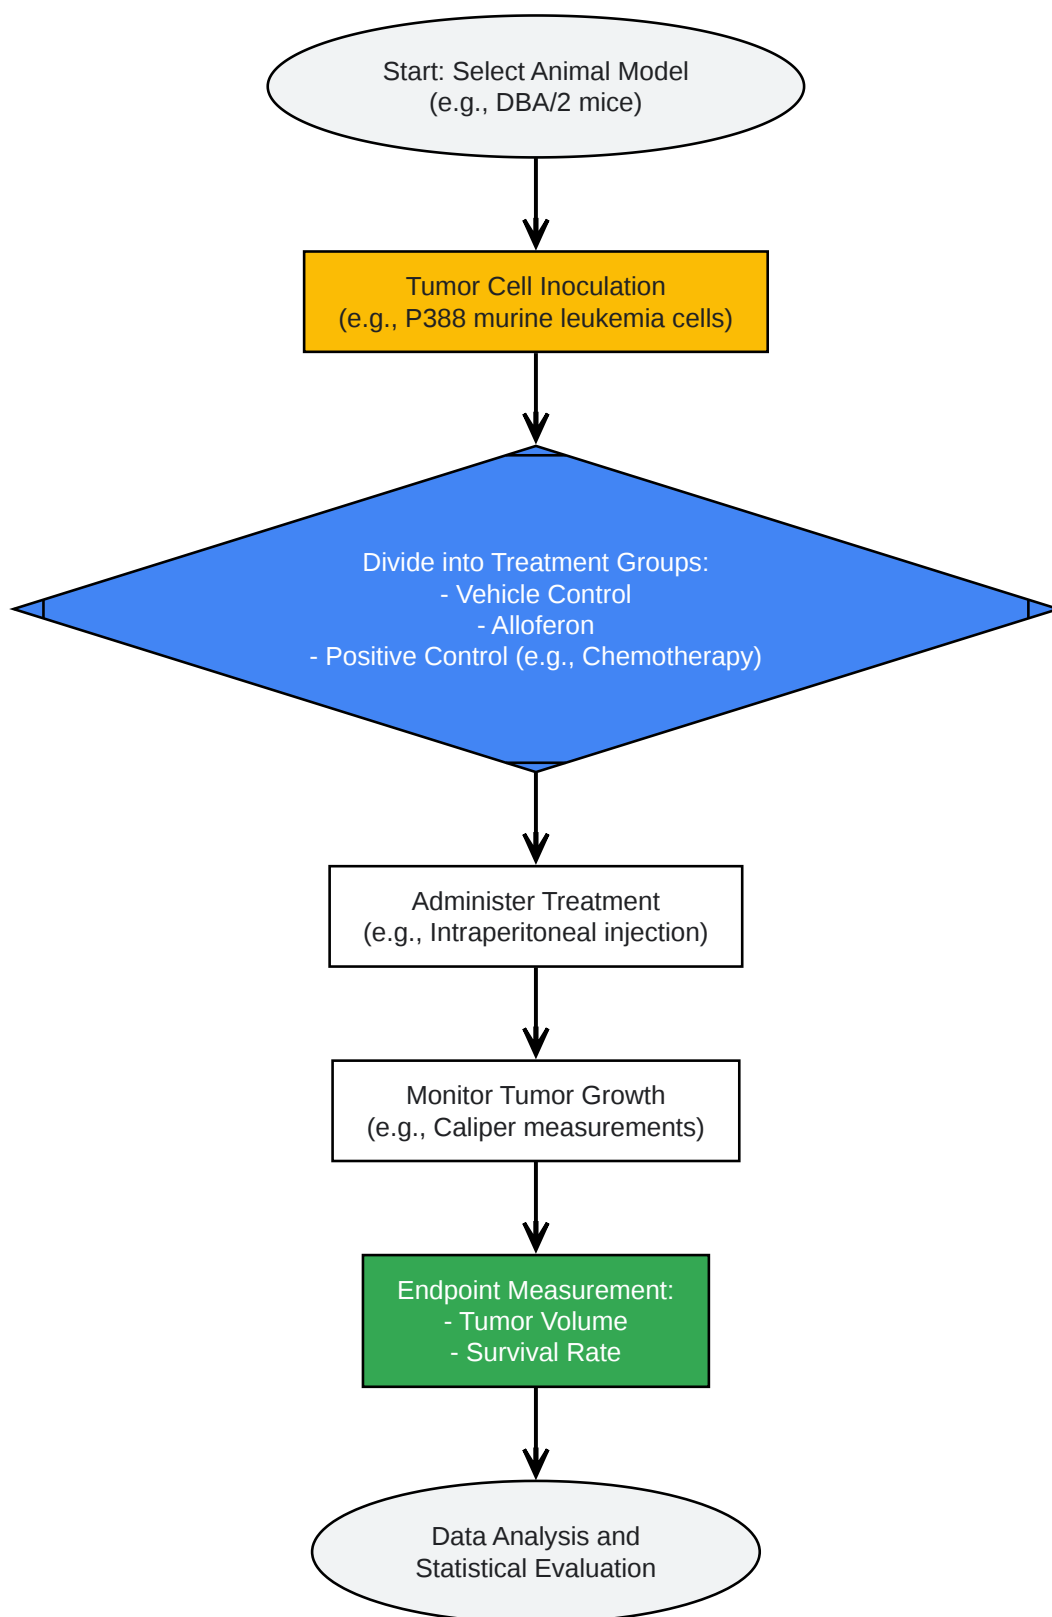 Start: Select Animal Model
(e.g., DBA/2 mice)
Tumor Cell Inoculation
(e.g., P388 murine leukemia cells)
Divide into Treatment Groups:
- Vehicle Control
- Alloferon
- Positive Control (e.g., Chemotherapy)
Administer Treatment
(e.g., Intraperitoneal injection)
Monitor Tumor Growth
(e.g., Caliper measurements)
Endpoint Measurement:
- Tumor Volume
- Survival Rate
Data Analysis and
Statistical Evaluation